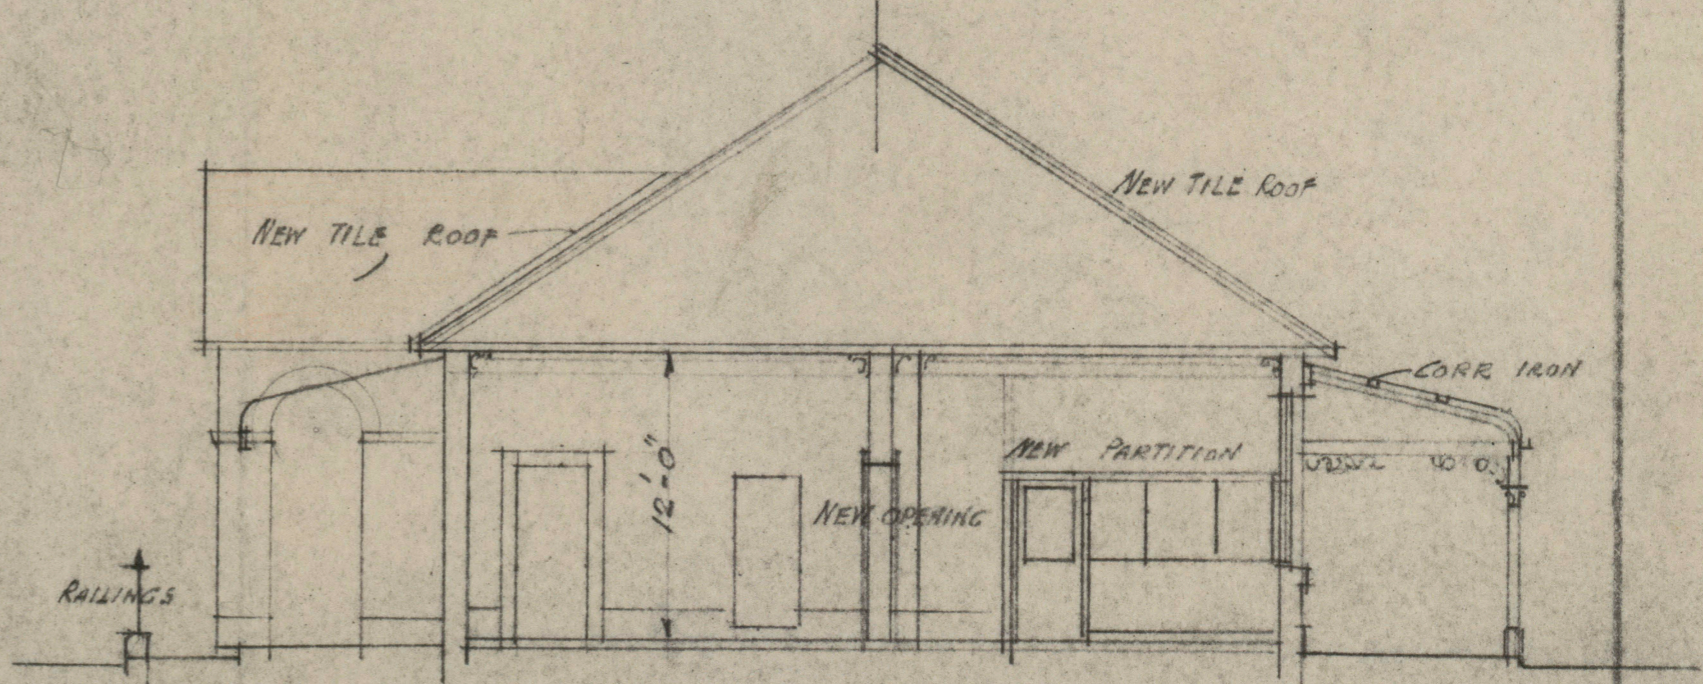 NEW TILE ROOF
NEW TILE ROOF
CORR IRON
NEW PARTITION
12'-0"
NEW OPENING
RAILINGS